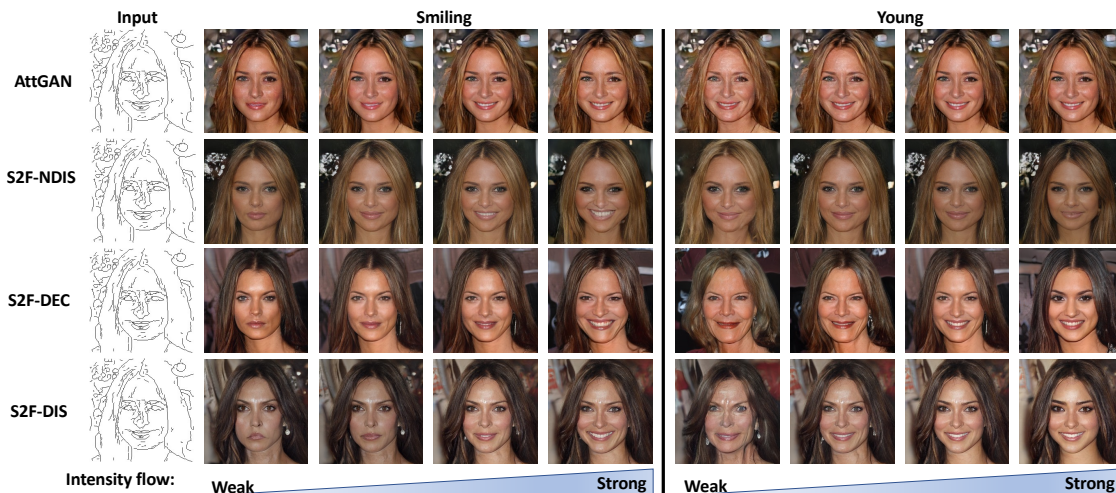 Input Smiling Young
AttGAN
S2F-NDIS
S2F-DEC
S2F-DIS
Intensity flow: Weak Strong Weak Strong